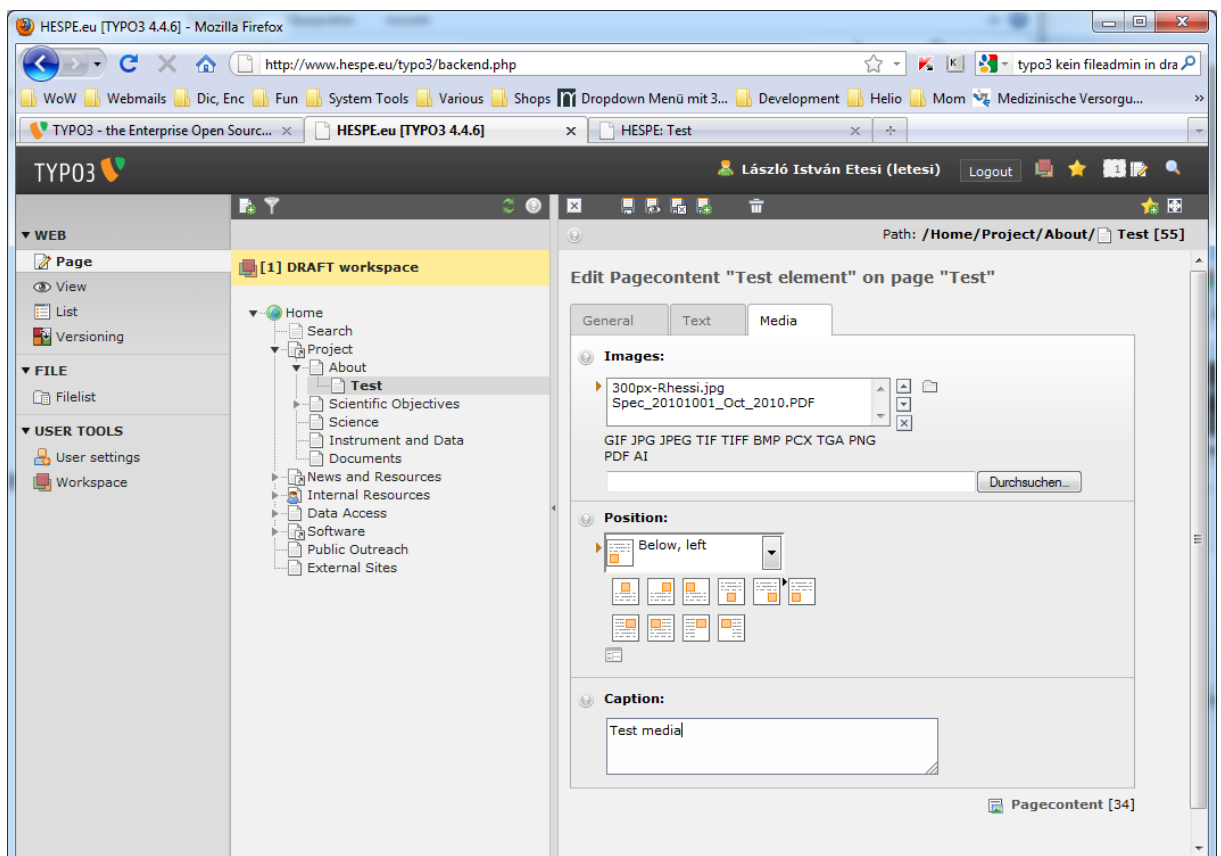 HESPE.eu [TYPO3 4.4.6] - Mozilla Firefox
http://www.hespe.eu/typo3/backend.php
typo3 kein fileadmin in dra
WoW Webmails Dic, Enc Fun System Tools Various Shops Dropdown Menü mit 3... Development Helio Mom Medizinische Versorgu... »
TYPO3 - the Enterprise Open Sourc... × HESPE.eu [TYPO3 4.4.6] × HESPE: Test ×
TYPO3 László István Etesi (letesi) Logout 1
Path: /Home/Project/About/ Test [55]
WEB
Page
View
List
Versioning
FILE
Filelist
USER TOOLS
User settings
Workspace
[1] DRAFT workspace
Home
Search
Project
About
Test
Scientific Objectives
Science
Instrument and Data
Documents
News and Resources
Internal Resources
Data Access
Software
Public Outreach
External Sites
Edit Pagecontent "Test element" on page "Test"
General Text Media
Images:
300px-Rhessi.jpg
Spec_20101001_Oct_2010.PDF
GIF JPG JPEG TIF TIFF BMP PCX TGA PNG
PDF AI
Durchsuchen...
Position:
Below, left
Caption:
Test media
Pagecontent [34]